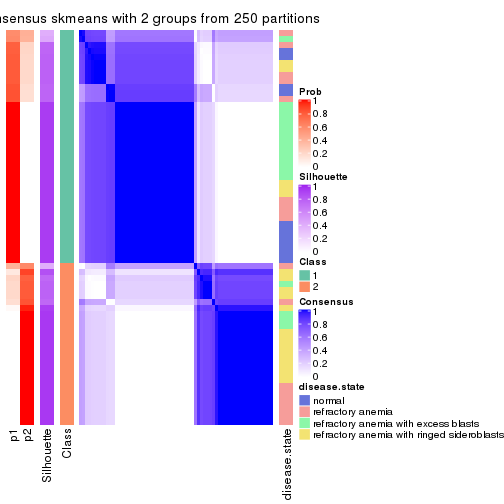 sensus skmeans with 2 groups from 250 partitions
Prob
1
0.8
0.6
0.4
0.2
0
Silhouette
1
0.8
0.6
0.4
0.2
0
Class
1
2
Consensus
1
0.8
0.6
0.4
0.2
0
disease.state
normal
refractory anemia
refractory anemia with excess blasts
refractory anemia with ringed sideroblasts
p1
p2
Silhouette
Class
disease.state